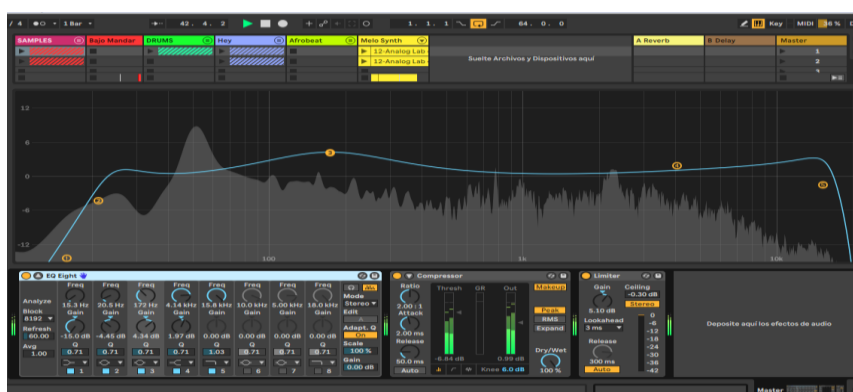 / 4 1 Bar 42. 4. 2 1. 1. 1 64. 0. 0 Key MIDI 6 %
SAMPLES Bajo Mandar DRUMS Hey Afrobeat Melo Synth A Reverb B Delay Master
12-Analog Lab 1
12-Analog Lab Suelte Archivos y Dispositivos aquí 2
12
6
0
-6
-12
100 1k 10k
1 2 3 4 5
EQ Eight
Freq Freq Freq Freq Freq Freq Freq Freq
Analyze
15.3 Hz 20.5 Hz 172 Hz 4.14 kHz 15.8 kHz 10.0 kHz 5.00 kHz 18.0 kHz
Mode
Stereo
Block
8192
Gain Gain Gain Gain Gain Gain Gain Gain
Edit
A
Refresh
60.00
-15.0 dB -4.45 dB 4.34 dB 1.97 dB 0.00 dB 0.00 dB 0.00 dB 0.00 dB
Adapt. Q
On
Avg
1.00
Q Q Q Q Q Q Q Q
0.71 0.71 0.71 0.71 1.03 0.71 0.71 0.71
Scale
100 %
Gain
0.00 dB
1 2 3 4 5 6 7 8
Compressor
Ratio
2.00 : 1
Attack
2.00 ms
Release
50.0 ms
Auto
Thresh GR Out
-6.84 dB 0.99 dB
Knee 6.0 dB
Makeup
Peak
RMS
Expand
Dry/Wet
100 %
Limiter
Gain
5.10 dB
Ceiling
-0.30 dB
Stereo
Lookahead
3 ms
Release
300 ms
Auto
0
-6
-12
-18
-24
-30
-36
-42
Deposite aquí los efectos de audio
Master